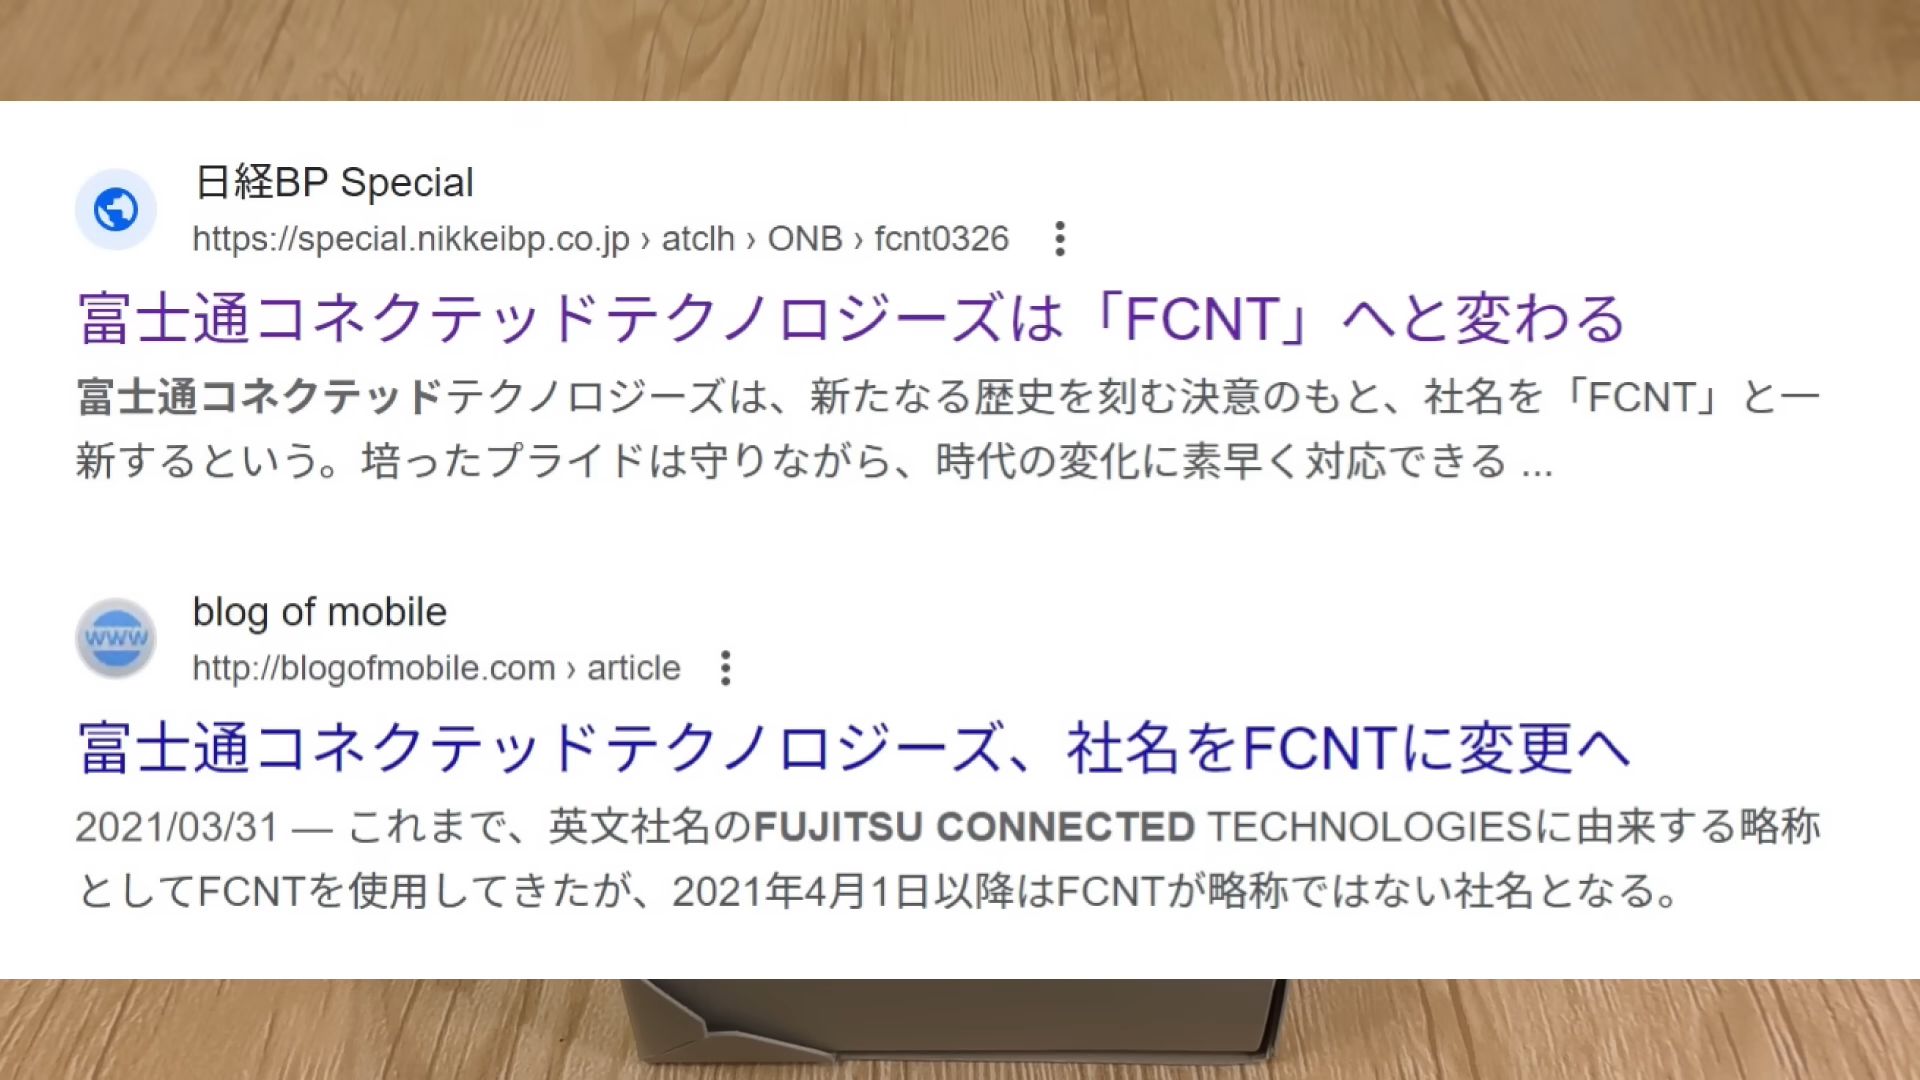 日経BP Special
https://special.nikkeibp.co.jp › atclh › ONB › fcnt0326
富士通コネクテッドテクノロジーズは「FCNT」へと変わる
富士通コネクテッドテクノロジーズは、新たなる歴史を刻む決意のもと、社名を「FCNT」と一
新するという。培ったプライドは守りながら、時代の変化に素早く対応できる ...
blog of mobile
http://blogofmobile.com › article
WWW
富士通コネクテッドテクノロジーズ、社名をFCNTに変更へ
2021/03/31 — これまで、英文社名のFUJITSU CONNECTED TECHNOLOGIESに由来する略称
としてFCNTを使用してきたが、2021年4月1日以降はFCNTが略称ではない社名となる。